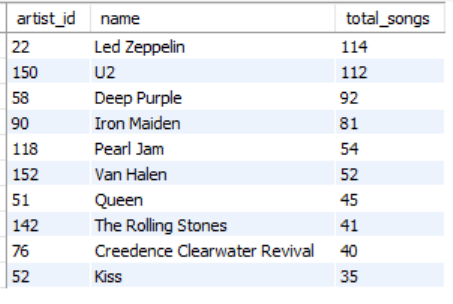 artist_id name total_songs
22 Led Zeppelin 114
150 U2 112
58 Deep Purple 92
90 Iron Maiden 81
118 Pearl Jam 54
152 Van Halen 52
51 Queen 45
142 The Rolling Stones 41
76 Creedence Clearwater Revival 40
52 Kiss 35